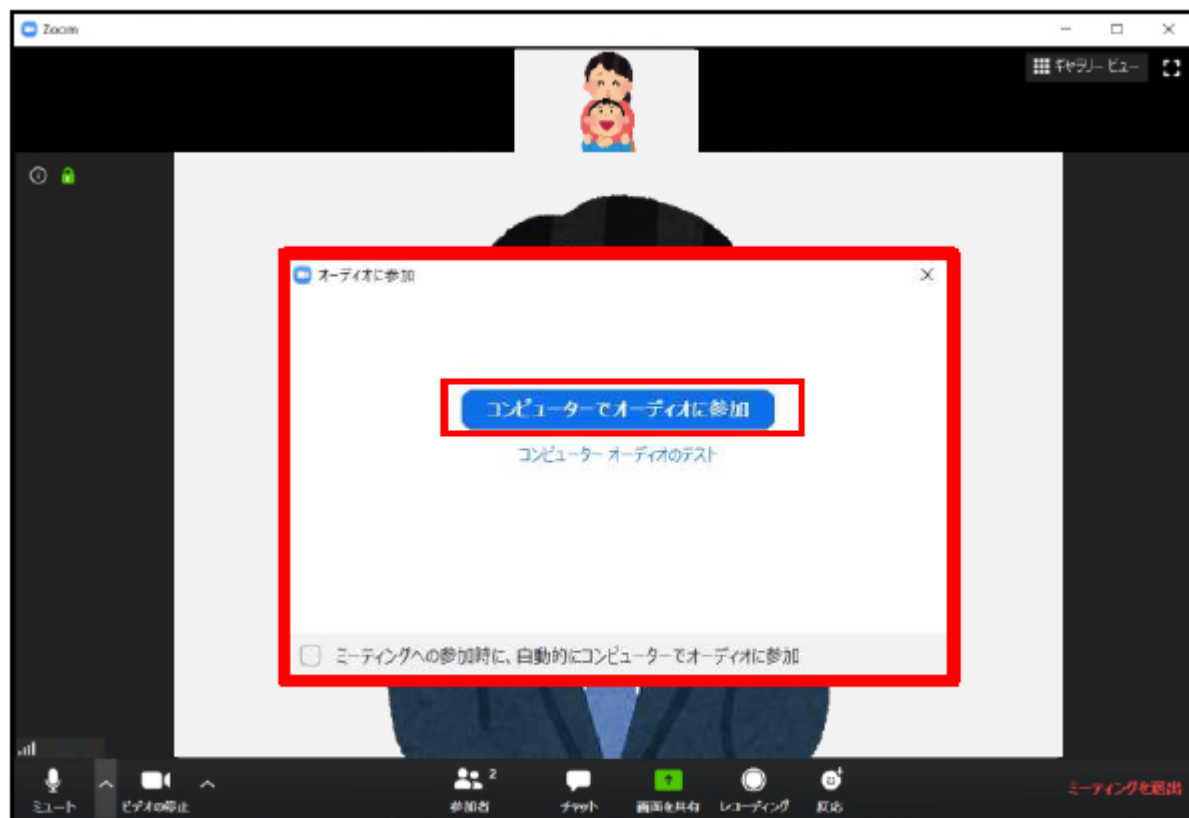 Zoom
ギャラリー ビュー
オーディオに参加
コンピューターでオーディオに参加
コンピューター オーディオのテスト
ミーティングへの参加時に、自動的にコンピューターでオーディオに参加
2
ミュート
ビデオの停止
参加者
チャット
画面を共有
レコーディング
反応
ミーティングを退出